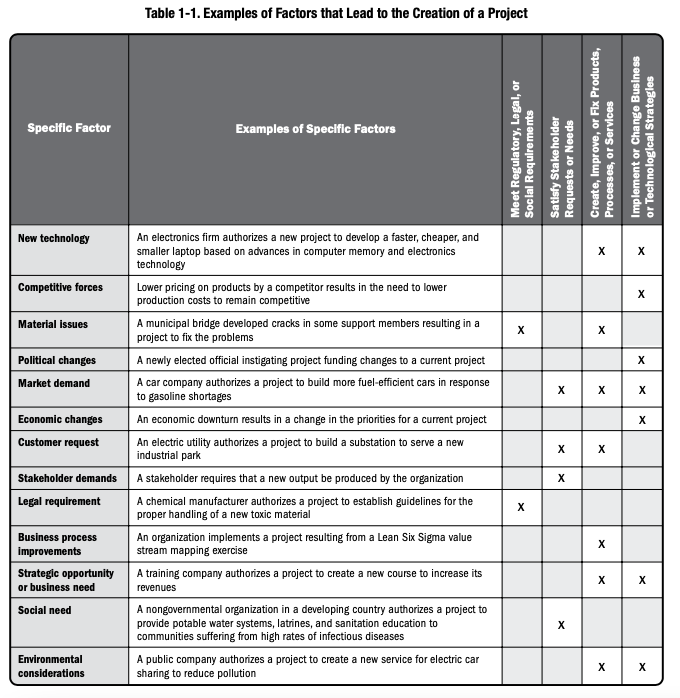 Table 1-1. Examples of Factors that Lead to the Creation of a Project
Specific Factor
Examples of Specific Factors
Meet Regulatory, Legal, or
Social Requirements
Satisfy Stakeholder
Requests or Needs
Create, Improve, or Fix Products,
Processes, or Services
Implement or Change Business
or Technological Strategies
New technology
An electronics firm authorizes a new project to develop a faster, cheaper, and
smaller laptop based on advances in computer memory and electronics
technology
X X
Competitive forces
Lower pricing on products by a competitor results in the need to lower
production costs to remain competitive
X
Material issues
A municipal bridge developed cracks in some support members resulting in a
project to fix the problems
X X
Political changes
A newly elected official instigating project funding changes to a current project
X
Market demand
A car company authorizes a project to build more fuel-efficient cars in response
to gasoline shortages
X X X
Economic changes
An economic downturn results in a change in the priorities for a current project
X
Customer request
An electric utility authorizes a project to build a substation to serve a new
industrial park
X X
Stakeholder demands
A stakeholder requires that a new output be produced by the organization
X
Legal requirement
A chemical manufacturer authorizes a project to establish guidelines for the
proper handling of a new toxic material
X
Business process
improvements
An organization implements a project resulting from a Lean Six Sigma value
stream mapping exercise
X
Strategic opportunity
or business need
A training company authorizes a project to create a new course to increase its
revenues
X X
Social need
A nongovernmental organization in a developing country authorizes a project to
provide potable water systems, latrines, and sanitation education to
communities suffering from high rates of infectious diseases
X
Environmental
considerations
A public company authorizes a project to create a new service for electric car
sharing to reduce pollution
X X